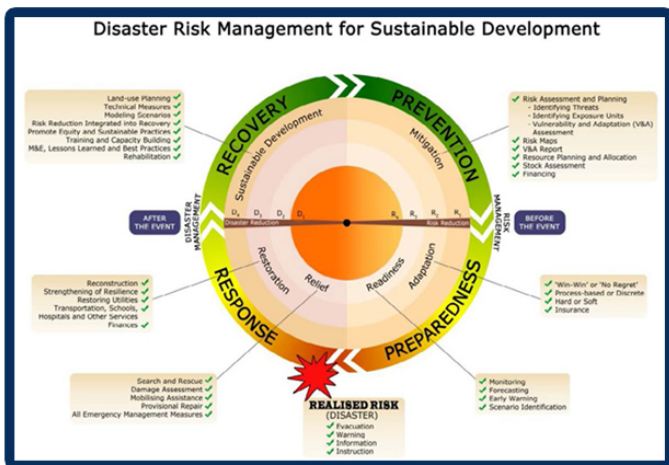 Disaster Risk Management for Sustainable Development
Land-use Planning
Technical Measures
Modeling Scenarios
Risk Reduction Integrated into Recovery
Promote Equity and Sustainable Practices
Training and Capacity Building
M&E, Lessons Learned and Best Practices
Rehabilitation
RECOVERY
Sustainable Development
PREVENTION
Mitigation
Risk Assessment and Planning
- Identifying Threats
- Identifying Exposure Units
- Vulnerability and Adaptation (V&A)
Assessment
Risk Maps
V&A Report
Resource Planning and Allocation
Stock Assessment
Financing
AFTER
THE EVENT
DISASTER
MANAGEMENT
D4 D3 D2 D1
Disaster Reduction
R4 R3 R2 R1
Risk Reduction
RISK
MANAGEMENT
BEFORE
THE EVENT
Reconstruction
Strengthening of Resilience
Restoring Utilities
Transportation, Schools,
Hospitals and Other Services
Finances
RESPONSE
Restoration
Relief
Readiness
Adaptation
PREPAREDNESS
'Win-Win' or 'No Regret'
Process-based or Discrete
Hard or Soft
Insurance
Search and Rescue
Damage Assessment
Mobilising Assistance
Provisional Repair
All Emergency Management Measures
REALISED RISK
(DISASTER)
Evacuation
Warning
Information
Instruction
Monitoring
Forecasting
Early Warning
Scenario Identification